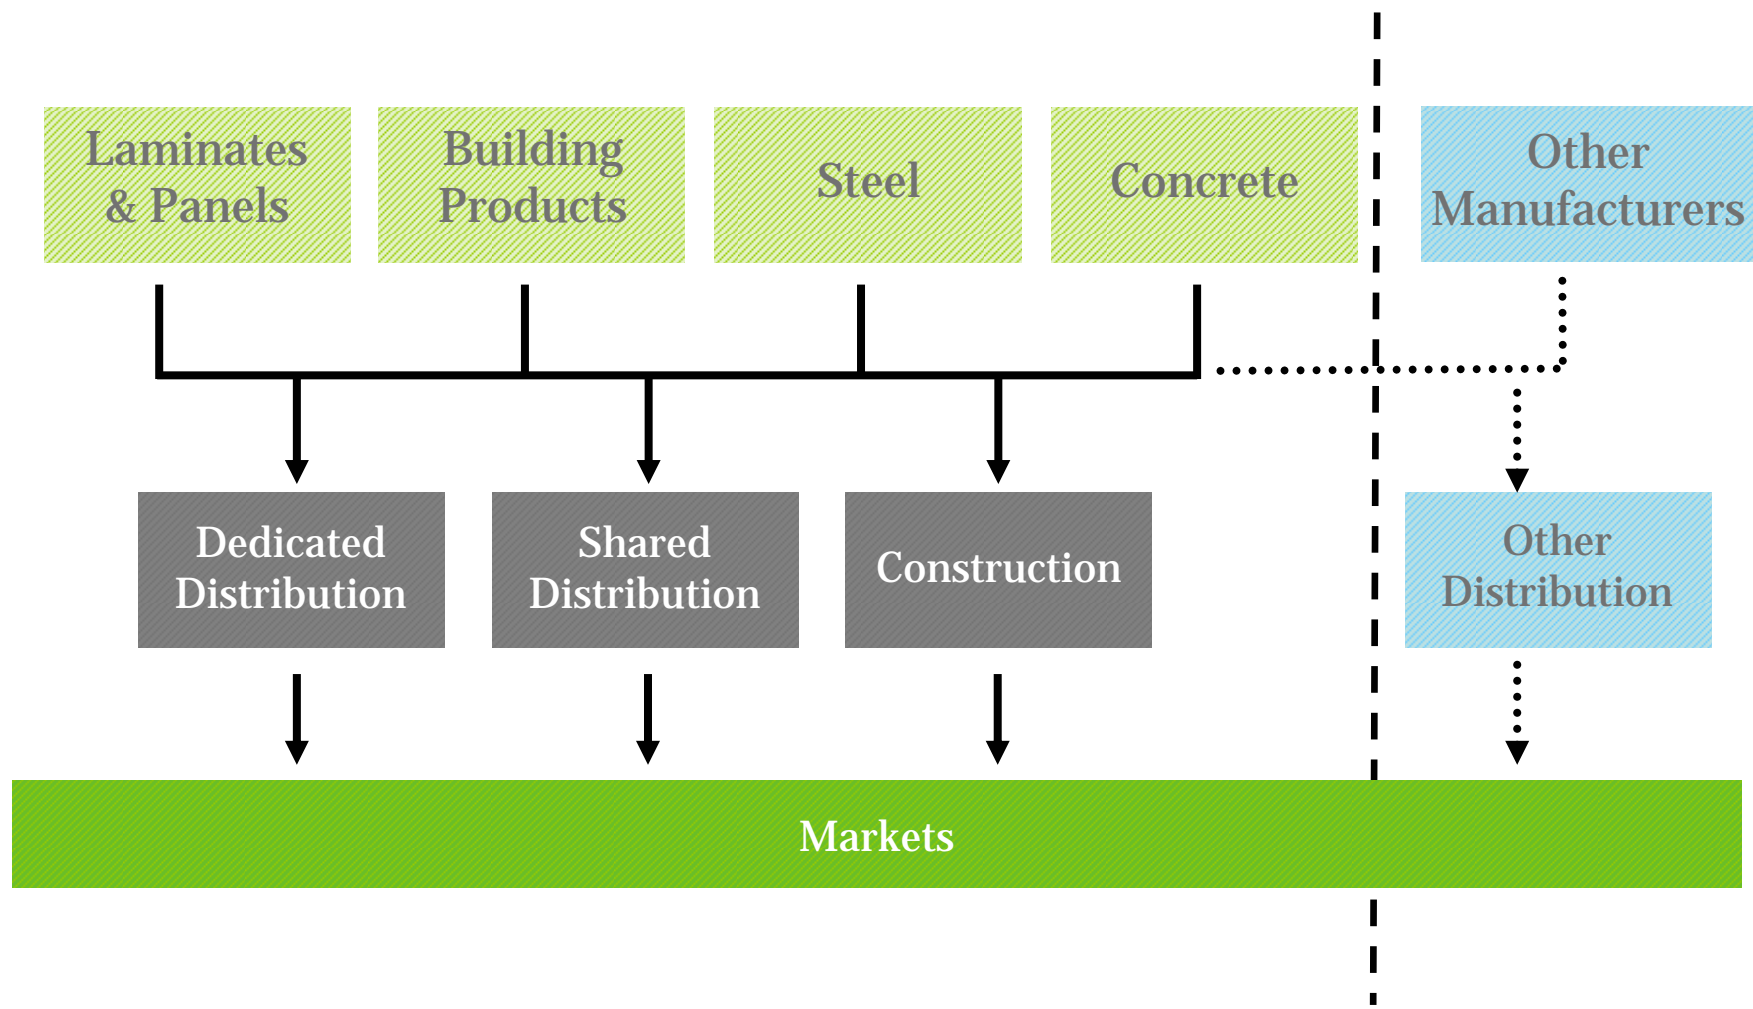 Laminates
& Panels
Building
Products
Steel
Concrete
Other
Manufacturers
Dedicated
Distribution
Shared
Distribution
Construction
Other
Distribution
Markets